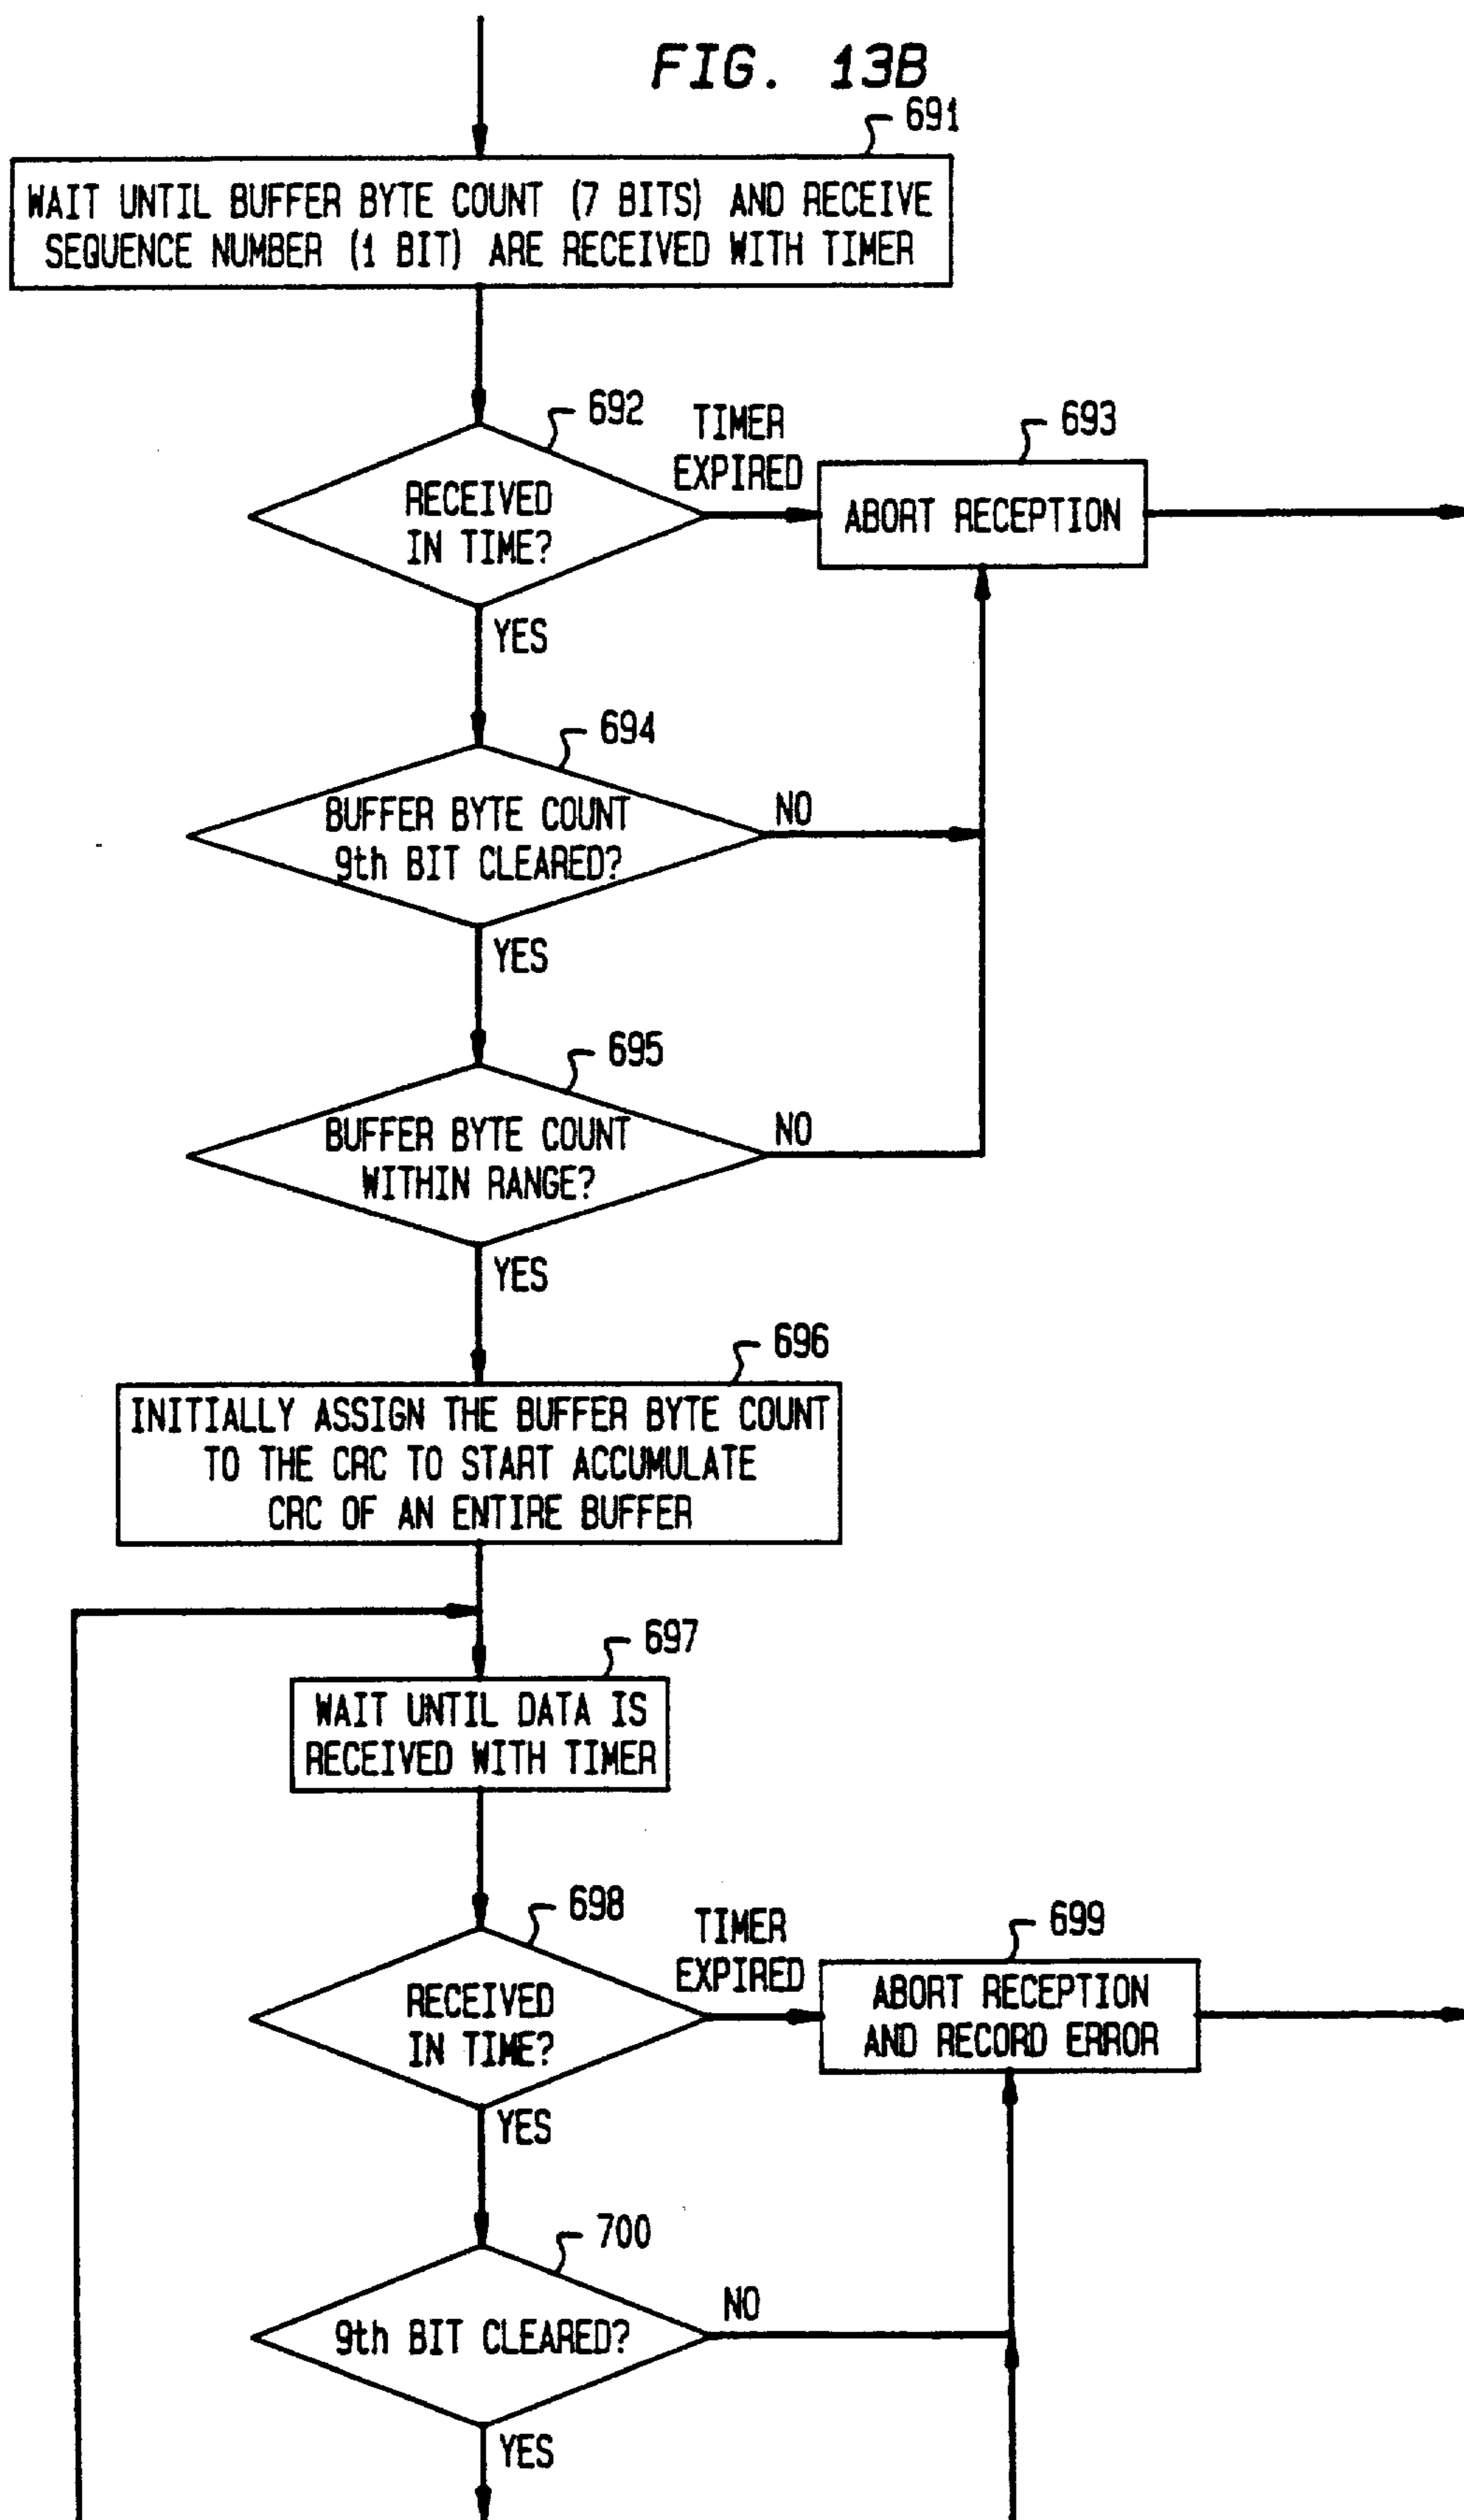 FIG. 13B
691
WAIT UNTIL BUFFER BYTE COUNT (7 BITS) AND RECEIVE
SEQUENCE NUMBER (1 BIT) ARE RECEIVED WITH TIMER
692
TIMER
EXPIRED
693
RECEIVED
IN TIME?
ABORT RECEPTION
YES
694
BUFFER BYTE COUNT
9th BIT CLEARED?
NO
YES
695
BUFFER BYTE COUNT
WITHIN RANGE?
NO
YES
696
INITIALLY ASSIGN THE BUFFER BYTE COUNT
TO THE CRC TO START ACCUMULATE
CRC OF AN ENTIRE BUFFER
697
WAIT UNTIL DATA IS
RECEIVED WITH TIMER
698
TIMER
EXPIRED
699
RECEIVED
IN TIME?
ABORT RECEPTION
AND RECORD ERROR
YES
700
9th BIT CLEARED?
NO
YES